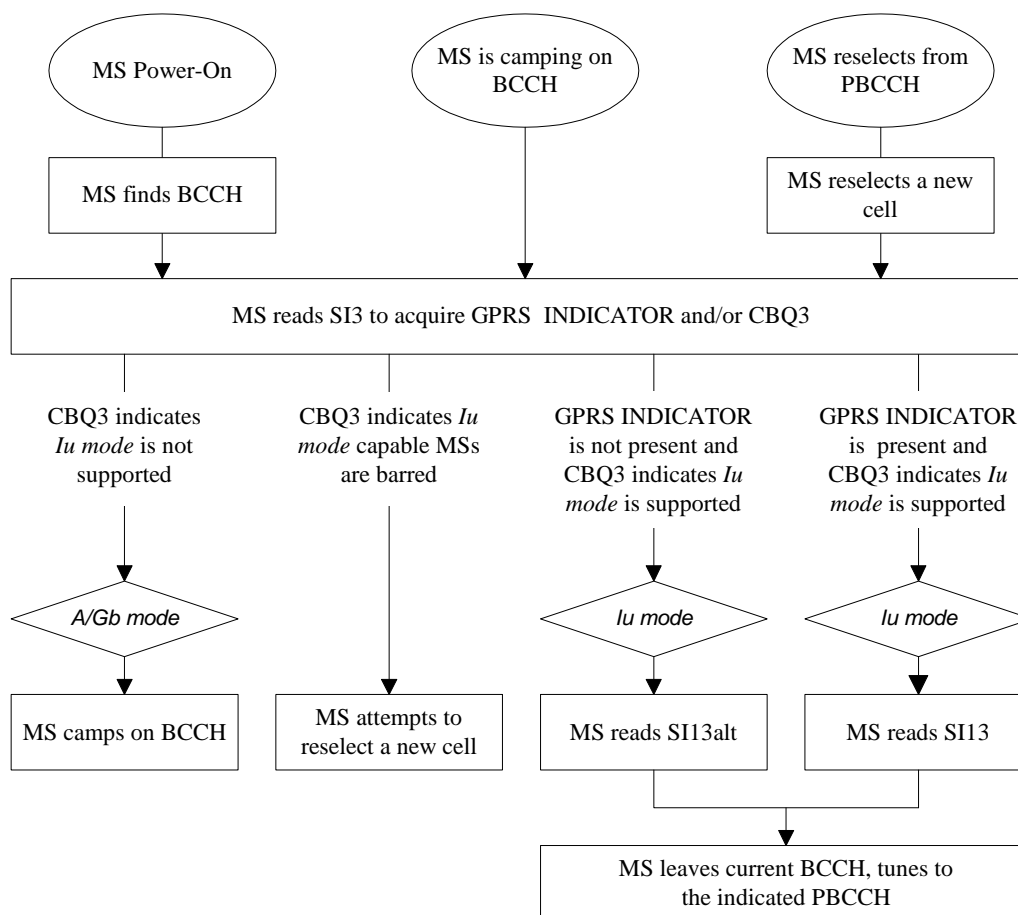 MS Power-On
MS is camping on
BCCH
MS reselects from
PBCCH
MS finds BCCH
MS reselects a new
cell
MS reads SI3 to acquire GPRS INDICATOR and/or CBQ3
CBQ3 indicates
Iu mode is not
supported
CBQ3 indicates Iu
mode capable MSs
are barred
GPRS INDICATOR
is not present and
CBQ3 indicates Iu
mode is supported
GPRS INDICATOR
is present and
CBQ3 indicates Iu
mode is supported
A/Gb mode
Iu mode
Iu mode
MS camps on BCCH
MS attempts to
reselect a new cell
MS reads SI13alt
MS reads SI13
MS leaves current BCCH, tunes to
the indicated PBCCH